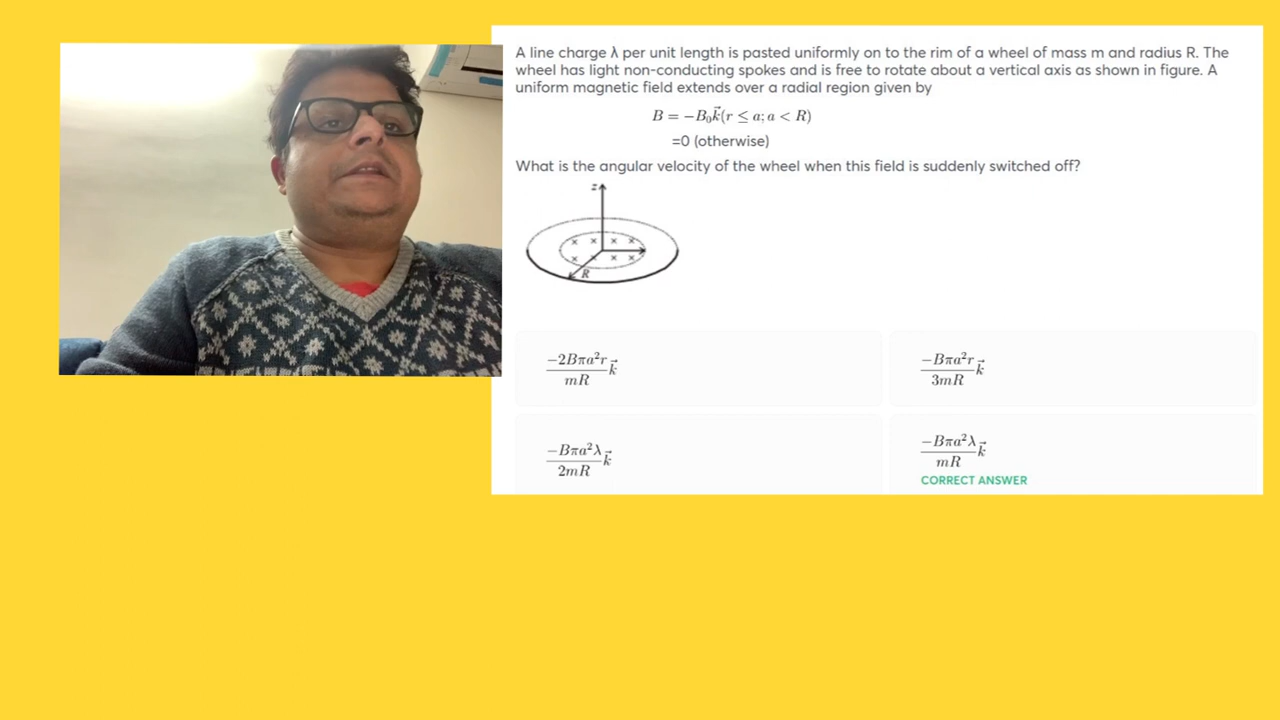 A line charge λ per unit length is pasted uniformly on to the rim of a wheel of mass m and radius R. The
wheel has light non-conducting spokes and is free to rotate about a vertical axis as shown in figure. A
uniform magnetic field extends over a radial region given by
B = −B₀k⃗(r ≤ a; a < R)
=0 (otherwise)
What is the angular velocity of the wheel when this field is suddenly switched off?
z
R
−2Bπa²r/mR k⃗
−Bπa²r/3mR k⃗
−Bπa²λ/2mR k⃗
−Bπa²λ/mR k⃗
CORRECT ANSWER